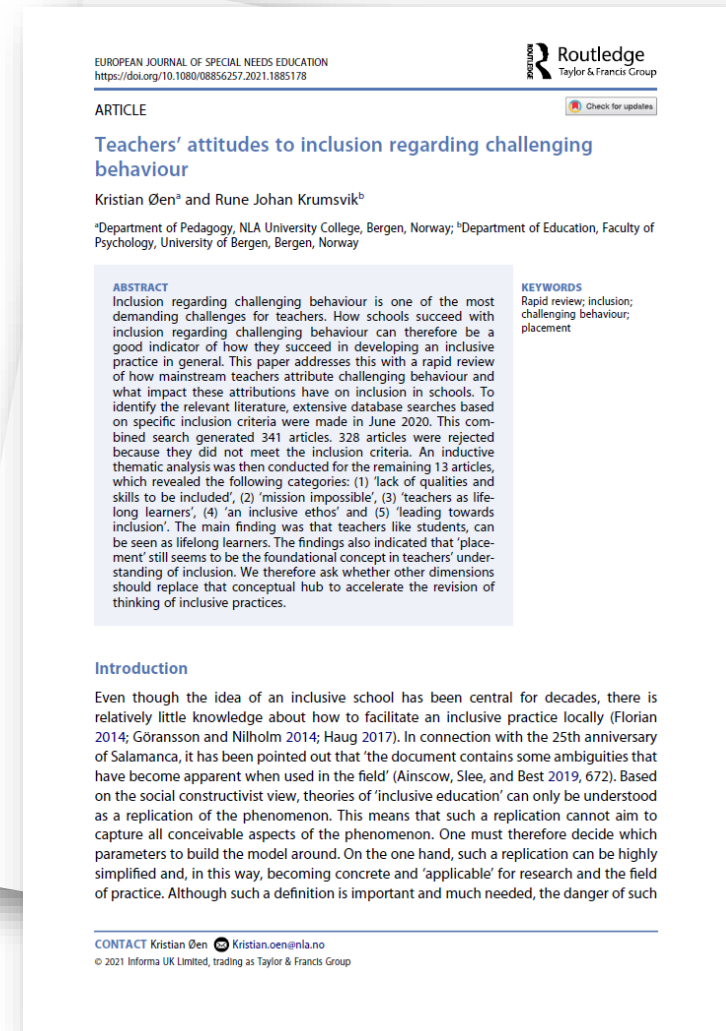 EUROPEAN JOURNAL OF SPECIAL NEEDS EDUCATION
https://doi.org/10.1080/08856257.2021.1885178
ROUTLEDGE
Routledge
Taylor & Francis Group
ARTICLE
Check for updates
Teachers’ attitudes to inclusion regarding challenging
behaviour
Kristian Øenᵃ and Rune Johan Krumsvikᵇ
ᵃDepartment of Pedagogy, NLA University College, Bergen, Norway; ᵇDepartment of Education, Faculty of
Psychology, University of Bergen, Bergen, Norway
ABSTRACT
Inclusion regarding challenging behaviour is one of the most
demanding challenges for teachers. How schools succeed with
inclusion regarding challenging behaviour can therefore be a
good indicator of how they succeed in developing an inclusive
practice in general. This paper addresses this with a rapid review
of how mainstream teachers attribute challenging behaviour and
what impact these attributions have on inclusion in schools. To
identify the relevant literature, extensive database searches based
on specific inclusion criteria were made in June 2020. This com-
bined search generated 341 articles. 328 articles were rejected
because they did not meet the inclusion criteria. An inductive
thematic analysis was then conducted for the remaining 13 articles,
which revealed the following categories: (1) ‘lack of qualities and
skills to be included’, (2) ‘mission impossible’, (3) ‘teachers as life-
long learners’, (4) ‘an inclusive ethos’ and (5) ‘leading towards
inclusion’. The main finding was that teachers like students, can
be seen as lifelong learners. The findings also indicated that ‘place-
ment’ still seems to be the foundational concept in teachers’ under-
standing of inclusion. We therefore ask whether other dimensions
should replace that conceptual hub to accelerate the revision of
thinking of inclusive practices.
KEYWORDS
Rapid review; inclusion;
challenging behaviour;
placement
Introduction
Even though the idea of an inclusive school has been central for decades, there is
relatively little knowledge about how to facilitate an inclusive practice locally (Florian
2014; Göransson and Nilholm 2014; Haug 2017). In connection with the 25th anniversary
of Salamanca, it has been pointed out that ‘the document contains some ambiguities that
have become apparent when used in the field’ (Ainscow, Slee, and Best 2019, 672). Based
on the social constructivist view, theories of ‘inclusive education’ can only be understood
as a replication of the phenomenon. This means that such a replication cannot aim to
capture all conceivable aspects of the phenomenon. One must therefore decide which
parameters to build the model around. On the one hand, such a replication can be highly
simplified and, in this way, becoming concrete and ‘applicable’ for research and the field
of practice. Although such a definition is important and much needed, the danger of such
CONTACT Kristian Øen Kristian.oen@nla.no
© 2021 Informa UK Limited, trading as Taylor & Francis Group